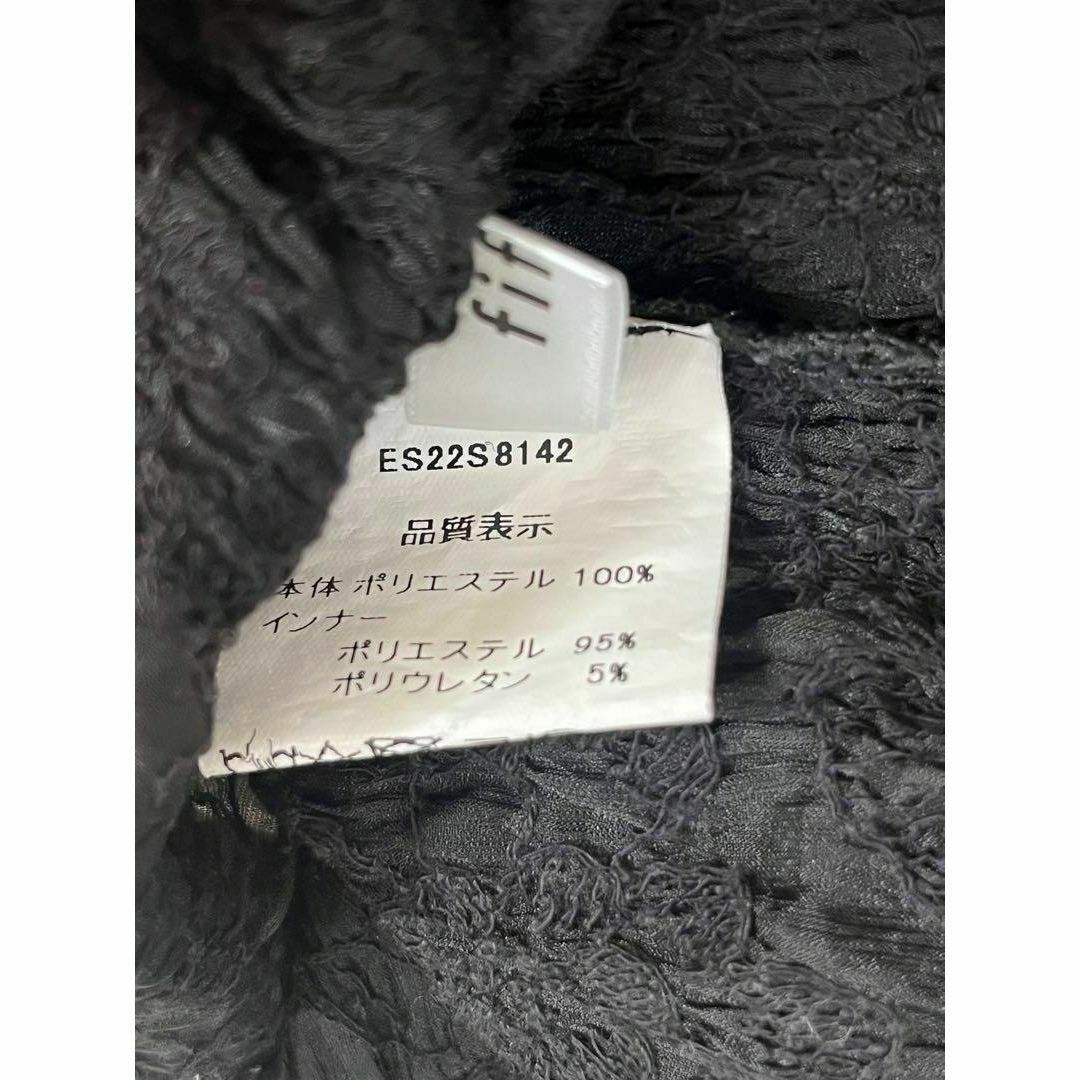 fif
ES22S8142
品質表示
本体 ポリエステル 100%
インナー
ポリエステル 95%
ポリウレタン 5%